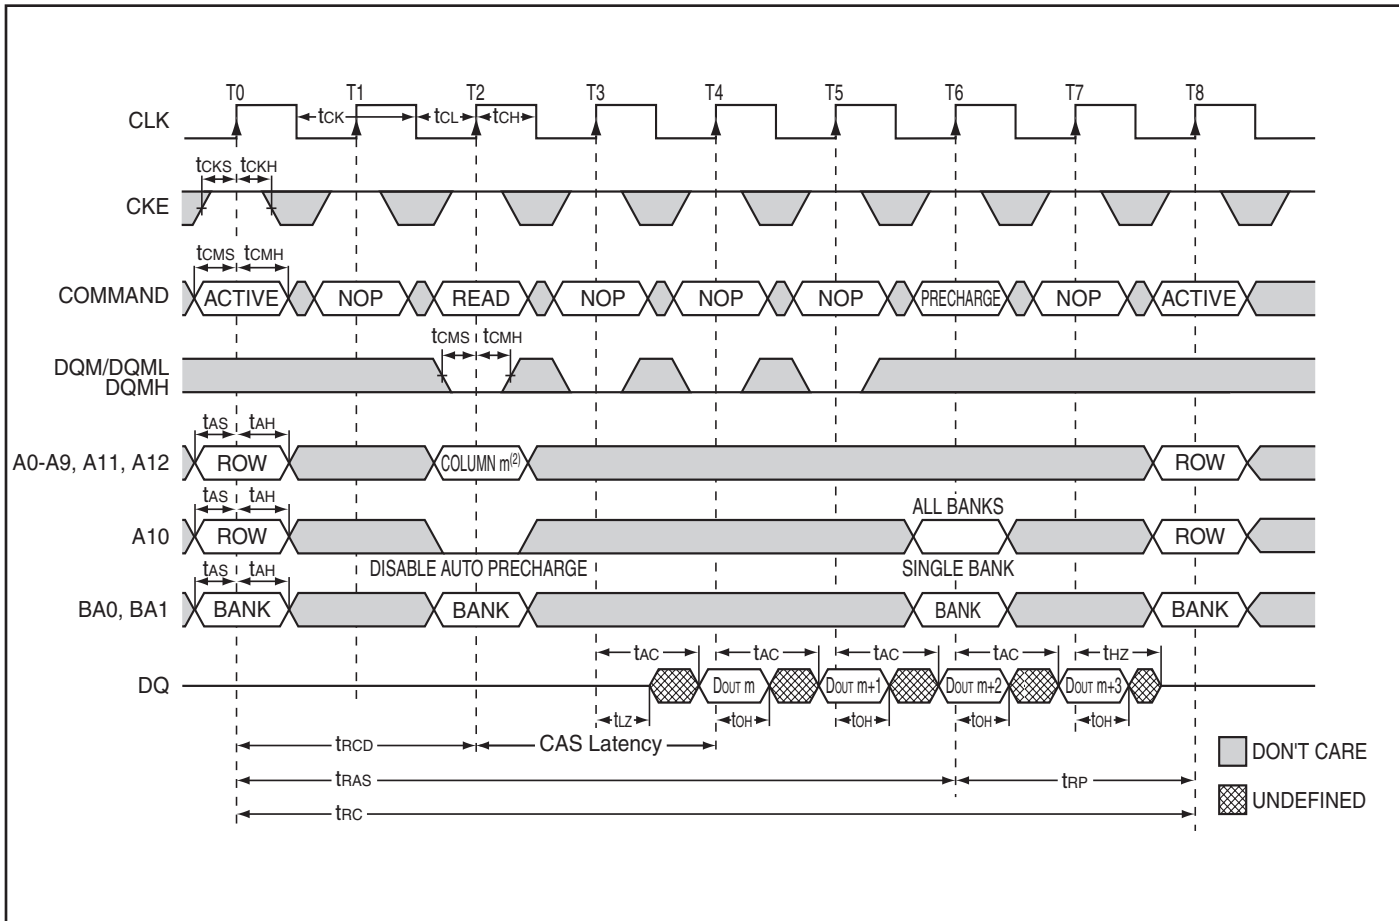 T0 T1 T2 T3 T4 T5 T6 T7 T8
CLK tCK tCL tCH
tCKS tCKH
CKE
tCMS tCMH
COMMAND ACTIVE NOP READ NOP NOP NOP PRECHARGE NOP ACTIVE
tCMS tCMH
DQM/DQML
DQMH
tAS tAH
A0-A9, A11, A12 ROW COLUMN m(2) ROW
tAS tAH ALL BANKS
A10 ROW ROW
DISABLE AUTO PRECHARGE SINGLE BANK
tAS tAH
BA0, BA1 BANK BANK BANK BANK
tAC tAC tAC tAC tHZ
DQ DOUT m DOUT m+1 DOUT m+2 DOUT m+3
tLZ tOH tOH tOH tOH
tRCD CAS Latency
DON'T CARE
tRAS tRP
UNDEFINED
tRC